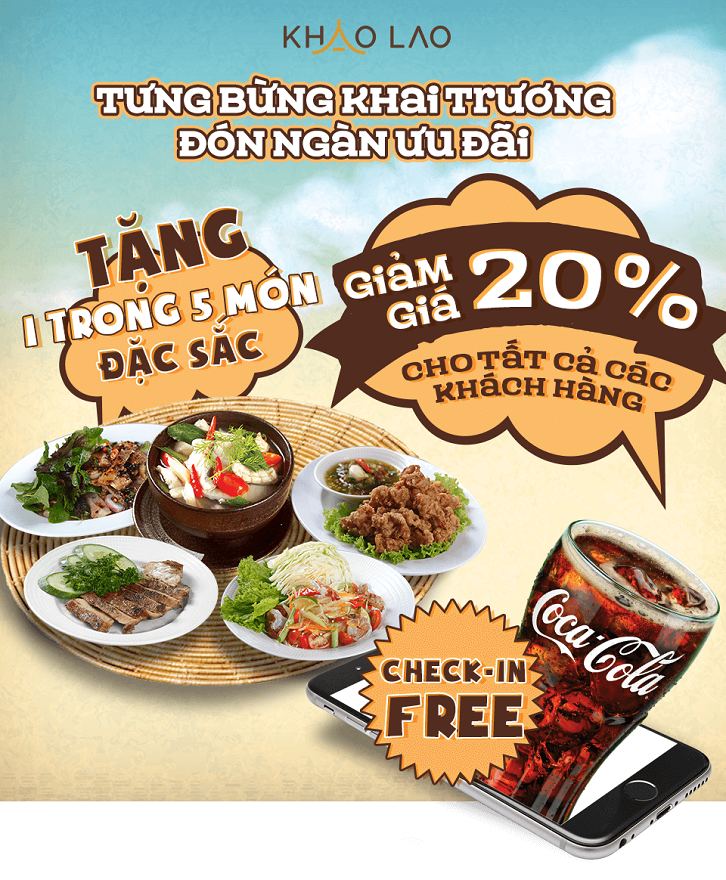 KHAO LAO
TƯNG BỪNG KHAI TRƯƠNG
ĐÓN NGÀN ƯU ĐÃI
TẶNG
1 TRONG 5 MÓN
ĐẶC SẮC
GIẢM
GIÁ
20%
CHO TẤT CẢ CÁC
KHÁCH HÀNG
CHECK-IN
FREE
Coca-Cola